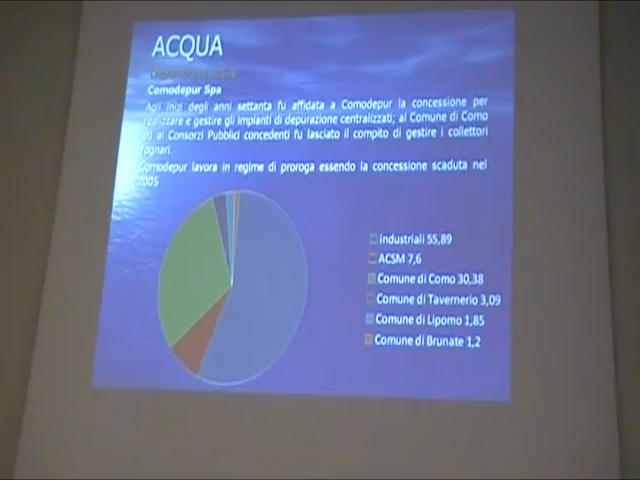 ACQUA
Comodepur Spa
Agli inizi degli anni settanta fu affidata a Comodepur la concessione per
realizzare e gestire gli impianti di depurazione centralizzati; al Comune di Como
ed ai Consorzi Pubblici concedenti fu lasciato il compito di gestire i collettori
fognari.
Comodepur lavora in regime di proroga essendo la concessione scaduta nel
2005
industriali 55,89
ACSM 7,6
Comune di Como 30,38
Comune di Tavernerio 3,09
Comune di Lipomo 1,85
Comune di Brunate 1,2